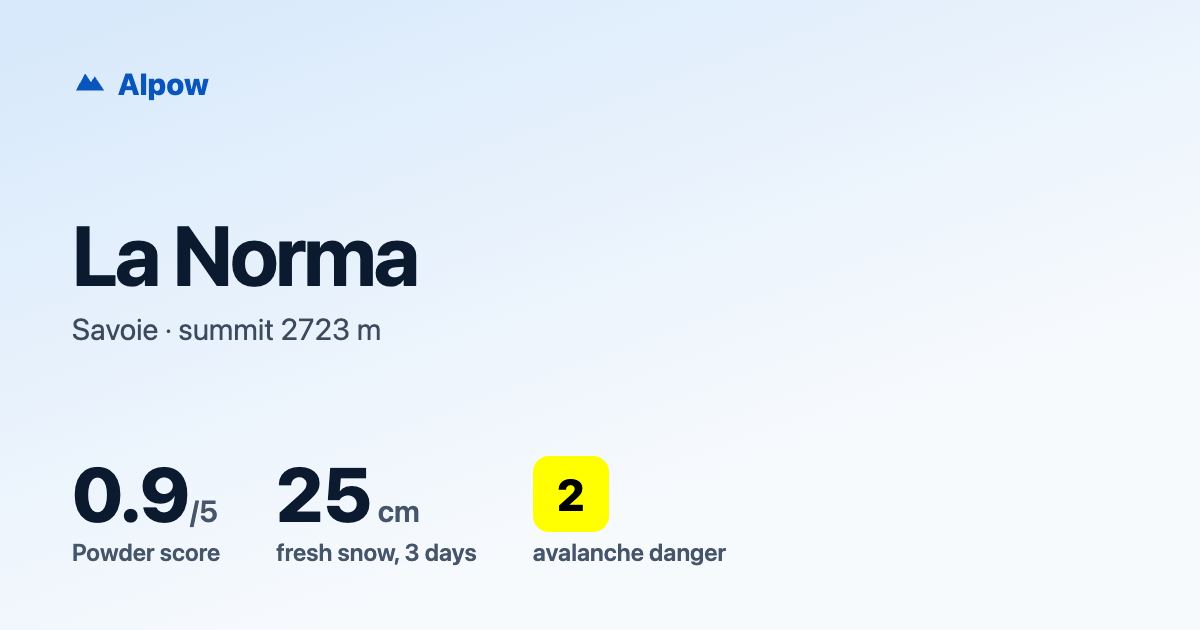 Alpow
La Norma
Savoie · summit 2723 m
0.9/5
Powder score
25 cm
fresh snow, 3 days
2
avalanche danger